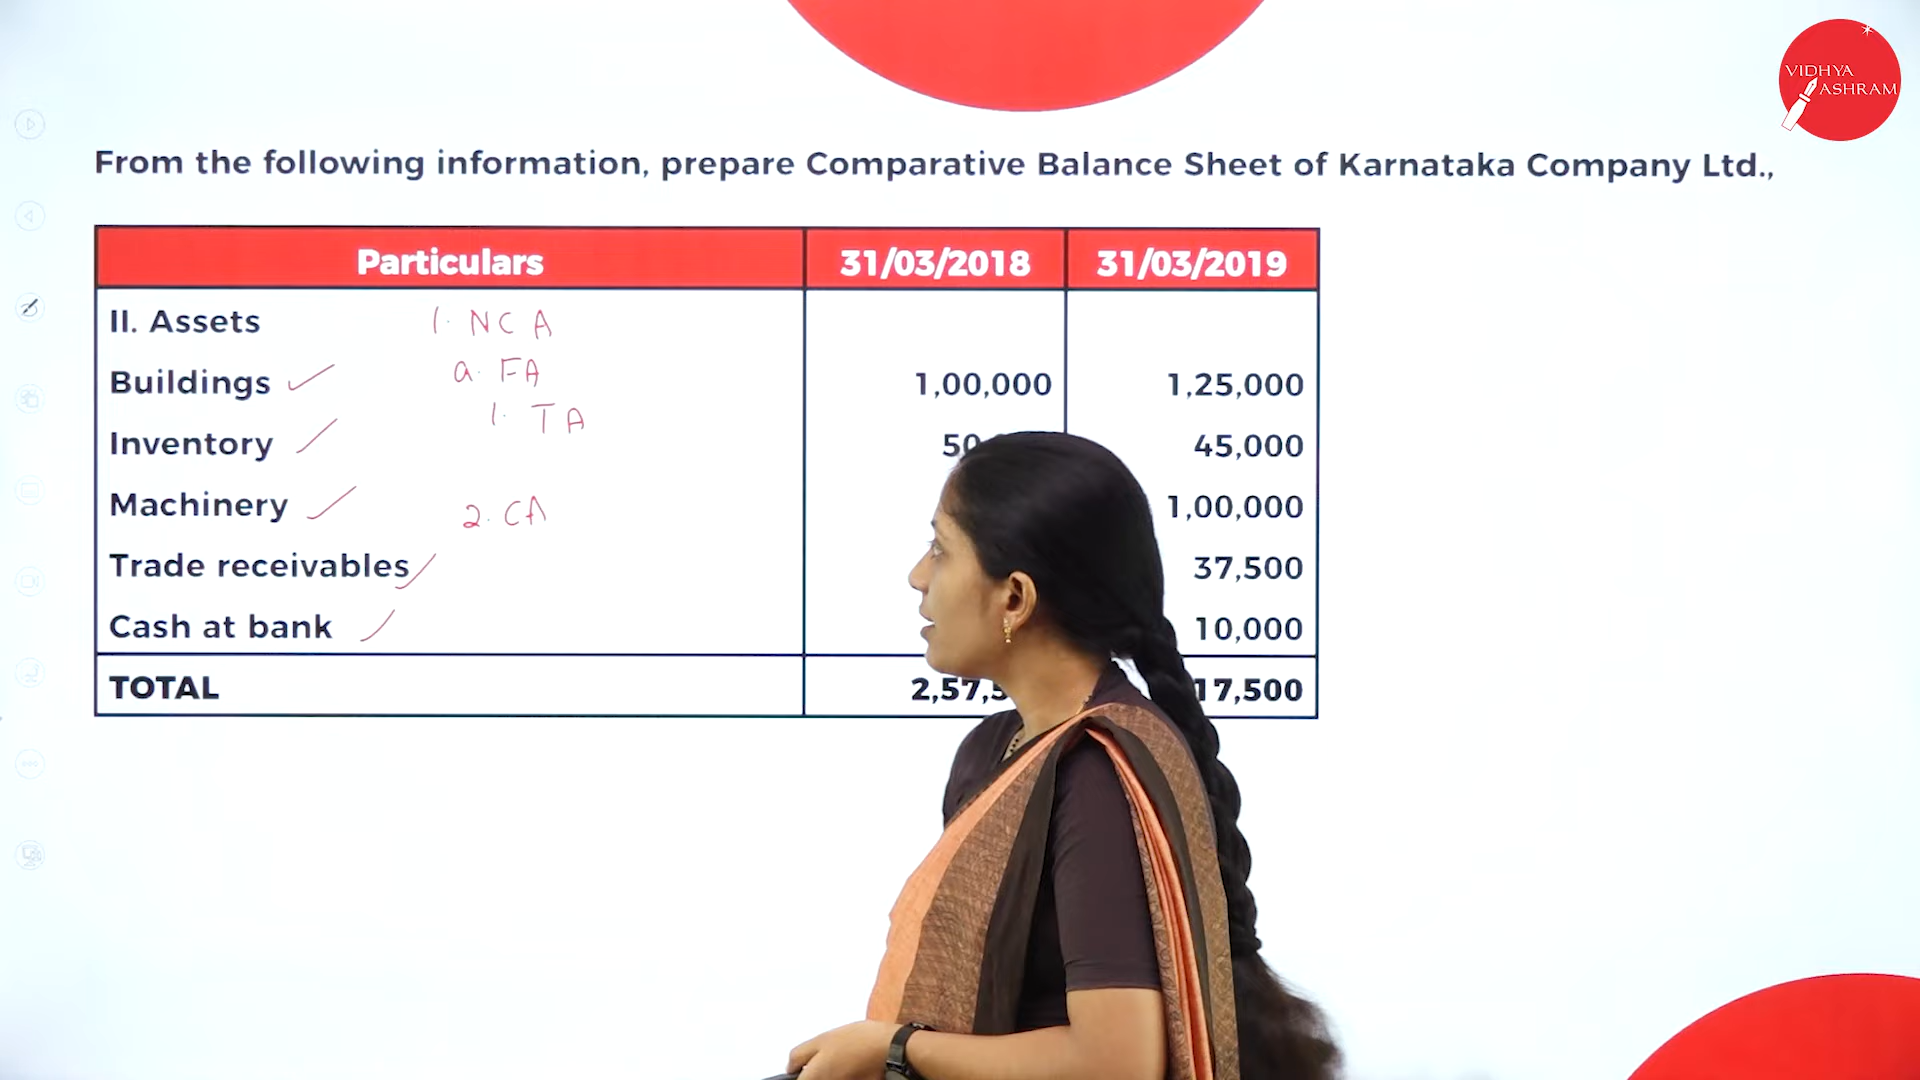 VIDHYA
ASHRAM
From the following information, prepare Comparative Balance Sheet of Karnataka Company Ltd.,
Particulars 31/03/2018 31/03/2019
II. Assets 1. NCA
Buildings a. FA 1,00,000 1,25,000
1. TA
Inventory 45,000
Machinery 2. CA 1,00,000
Trade receivables 37,500
Cash at bank 10,000
TOTAL 17,500